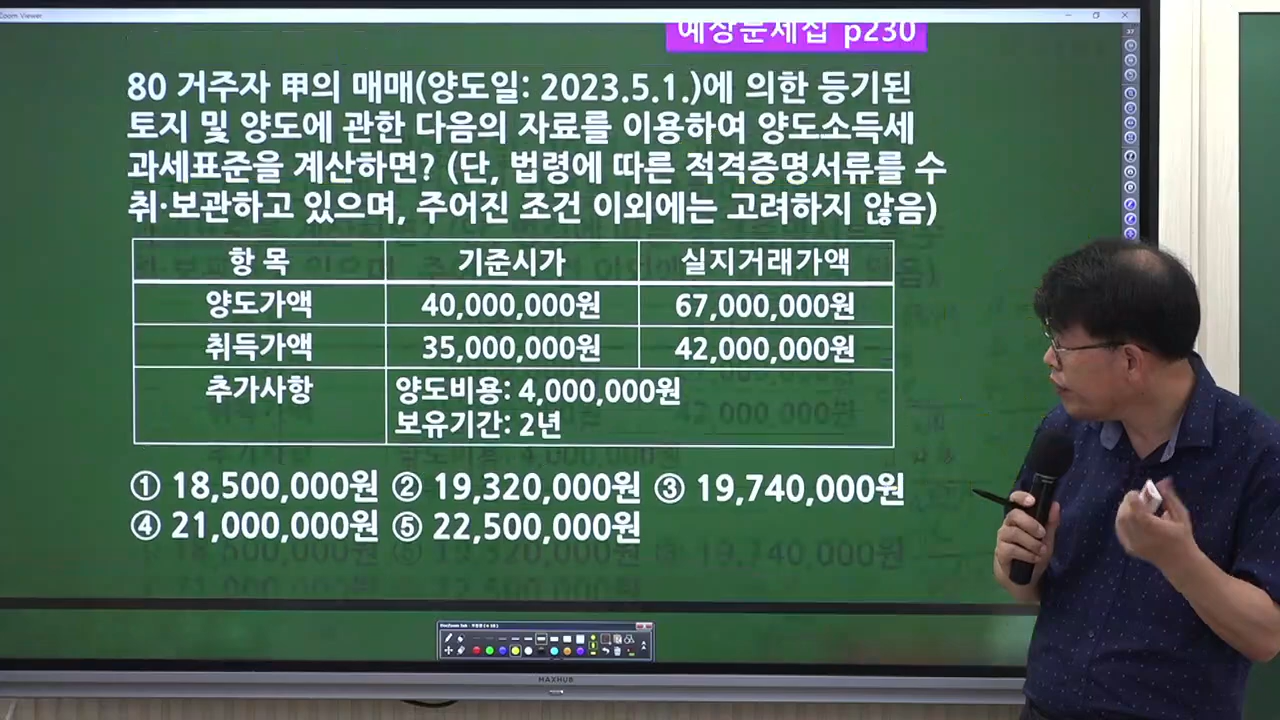 Zoom Viewer
예상문제집 p230
80 거주자 甲의 매매(양도일: 2023.5.1.)에 의한 등기된
토지 및 양도에 관한 다음의 자료를 이용하여 양도소득세
과세표준을 계산하면? (단, 법령에 따른 적격증명서류를 수
취·보관하고 있으며, 주어진 조건 이외에는 고려하지 않음)
항 목 기준시가 실지거래가액
양도가액 40,000,000원 67,000,000원
취득가액 35,000,000원 42,000,000원
추가사항 양도비용: 4,000,000원
보유기간: 2년
① 18,500,000원 ② 19,320,000원 ③ 19,740,000원
④ 21,000,000원 ⑤ 22,500,000원
MAXHUB